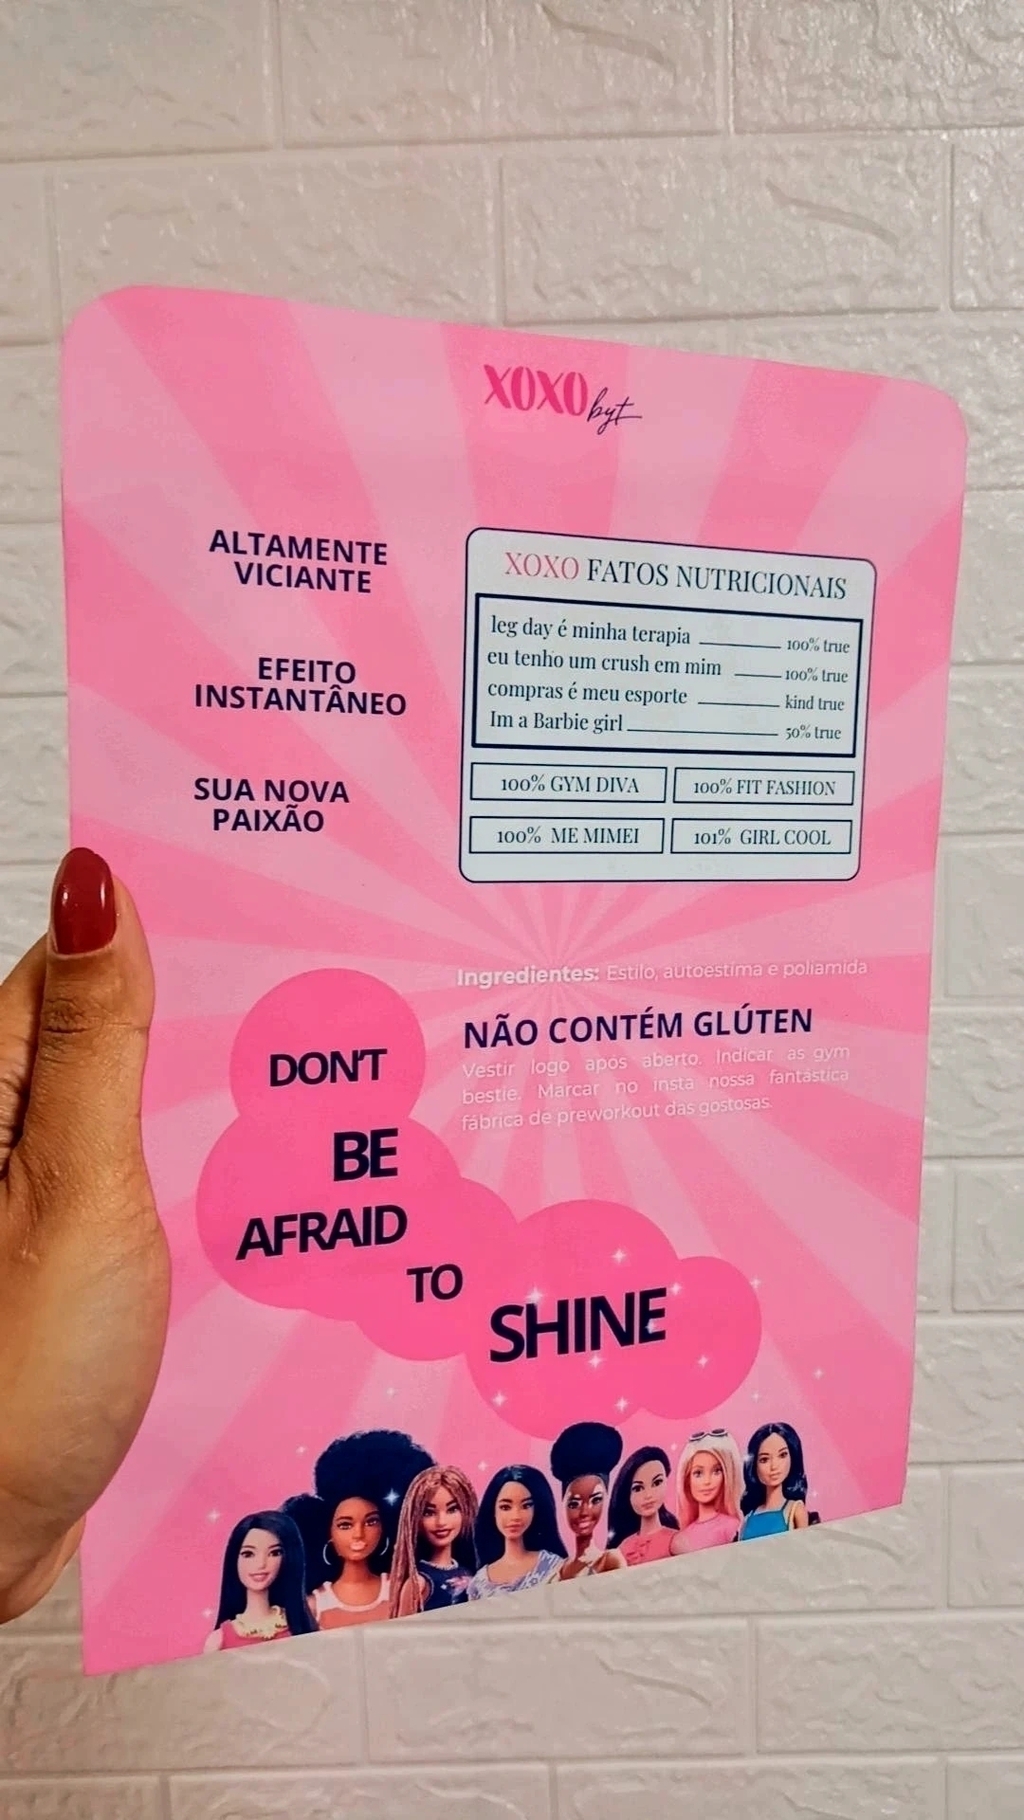 XOXO byt
ALTAMENTE
VICIANTE
EFEITO
INSTANTÂNEO
SUA NOVA
PAIXÃO
XOXO FATOS NUTRICIONAIS
leg day é minha terapia 100% true
eu tenho um crush em mim 100% true
compras é meu esporte kind true
Im a Barbie girl 50% true
100% GYM DIVA 100% FIT FASHION
100% ME MIMEI 101% GIRL COOL
Ingredientes: Estilo, autoestima e poliamida
NÃO CONTÉM GLÚTEN
Vestir logo após aberto. Indicar as gym
bestie. Marcar no insta nossa fantástica
fábrica de preworkout das gostosas.
DON'T
BE
AFRAID
TO
SHINE